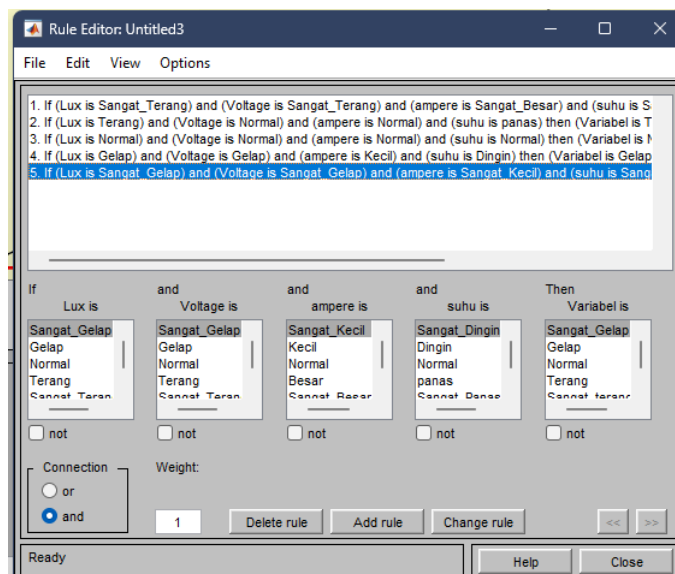 Rule Editor: Untitled3
File Edit View Options
1. If (Lux is Sangat_Terang) and (Voltage is Sangat_Terang) and (ampere is Sangat_Besar) and (suhu is S
2. If (Lux is Terang) and (Voltage is Normal) and (ampere is Normal) and (suhu is panas) then (Variabel is T
3. If (Lux is Normal) and (Voltage is Normal) and (ampere is Normal) and (suhu is Normal) then (Variabel is N
4. If (Lux is Gelap) and (Voltage is Gelap) and (ampere is Kecil) and (suhu is Dingin) then (Variabel is Gelap
5. If (Lux is Sangat_Gelap) and (Voltage is Sangat_Gelap) and (ampere is Sangat_Kecil) and (suhu is Sang
If and and and Then
Lux is Voltage is ampere is suhu is Variabel is
Sangat_Gelap Sangat_Gelap Sangat_Kecil Sangat_Dingin Sangat_Gelap
Gelap Gelap Kecil Dingin Gelap
Normal Normal Normal Normal Normal
Terang Terang Besar panas Terang
Sangat_Teran Sangat_Teran Sangat_Besar Sangat_Panas Sangat_terang
not not not not not
Connection Weight:
or
and 1 Delete rule Add rule Change rule << >>
Ready Help Close